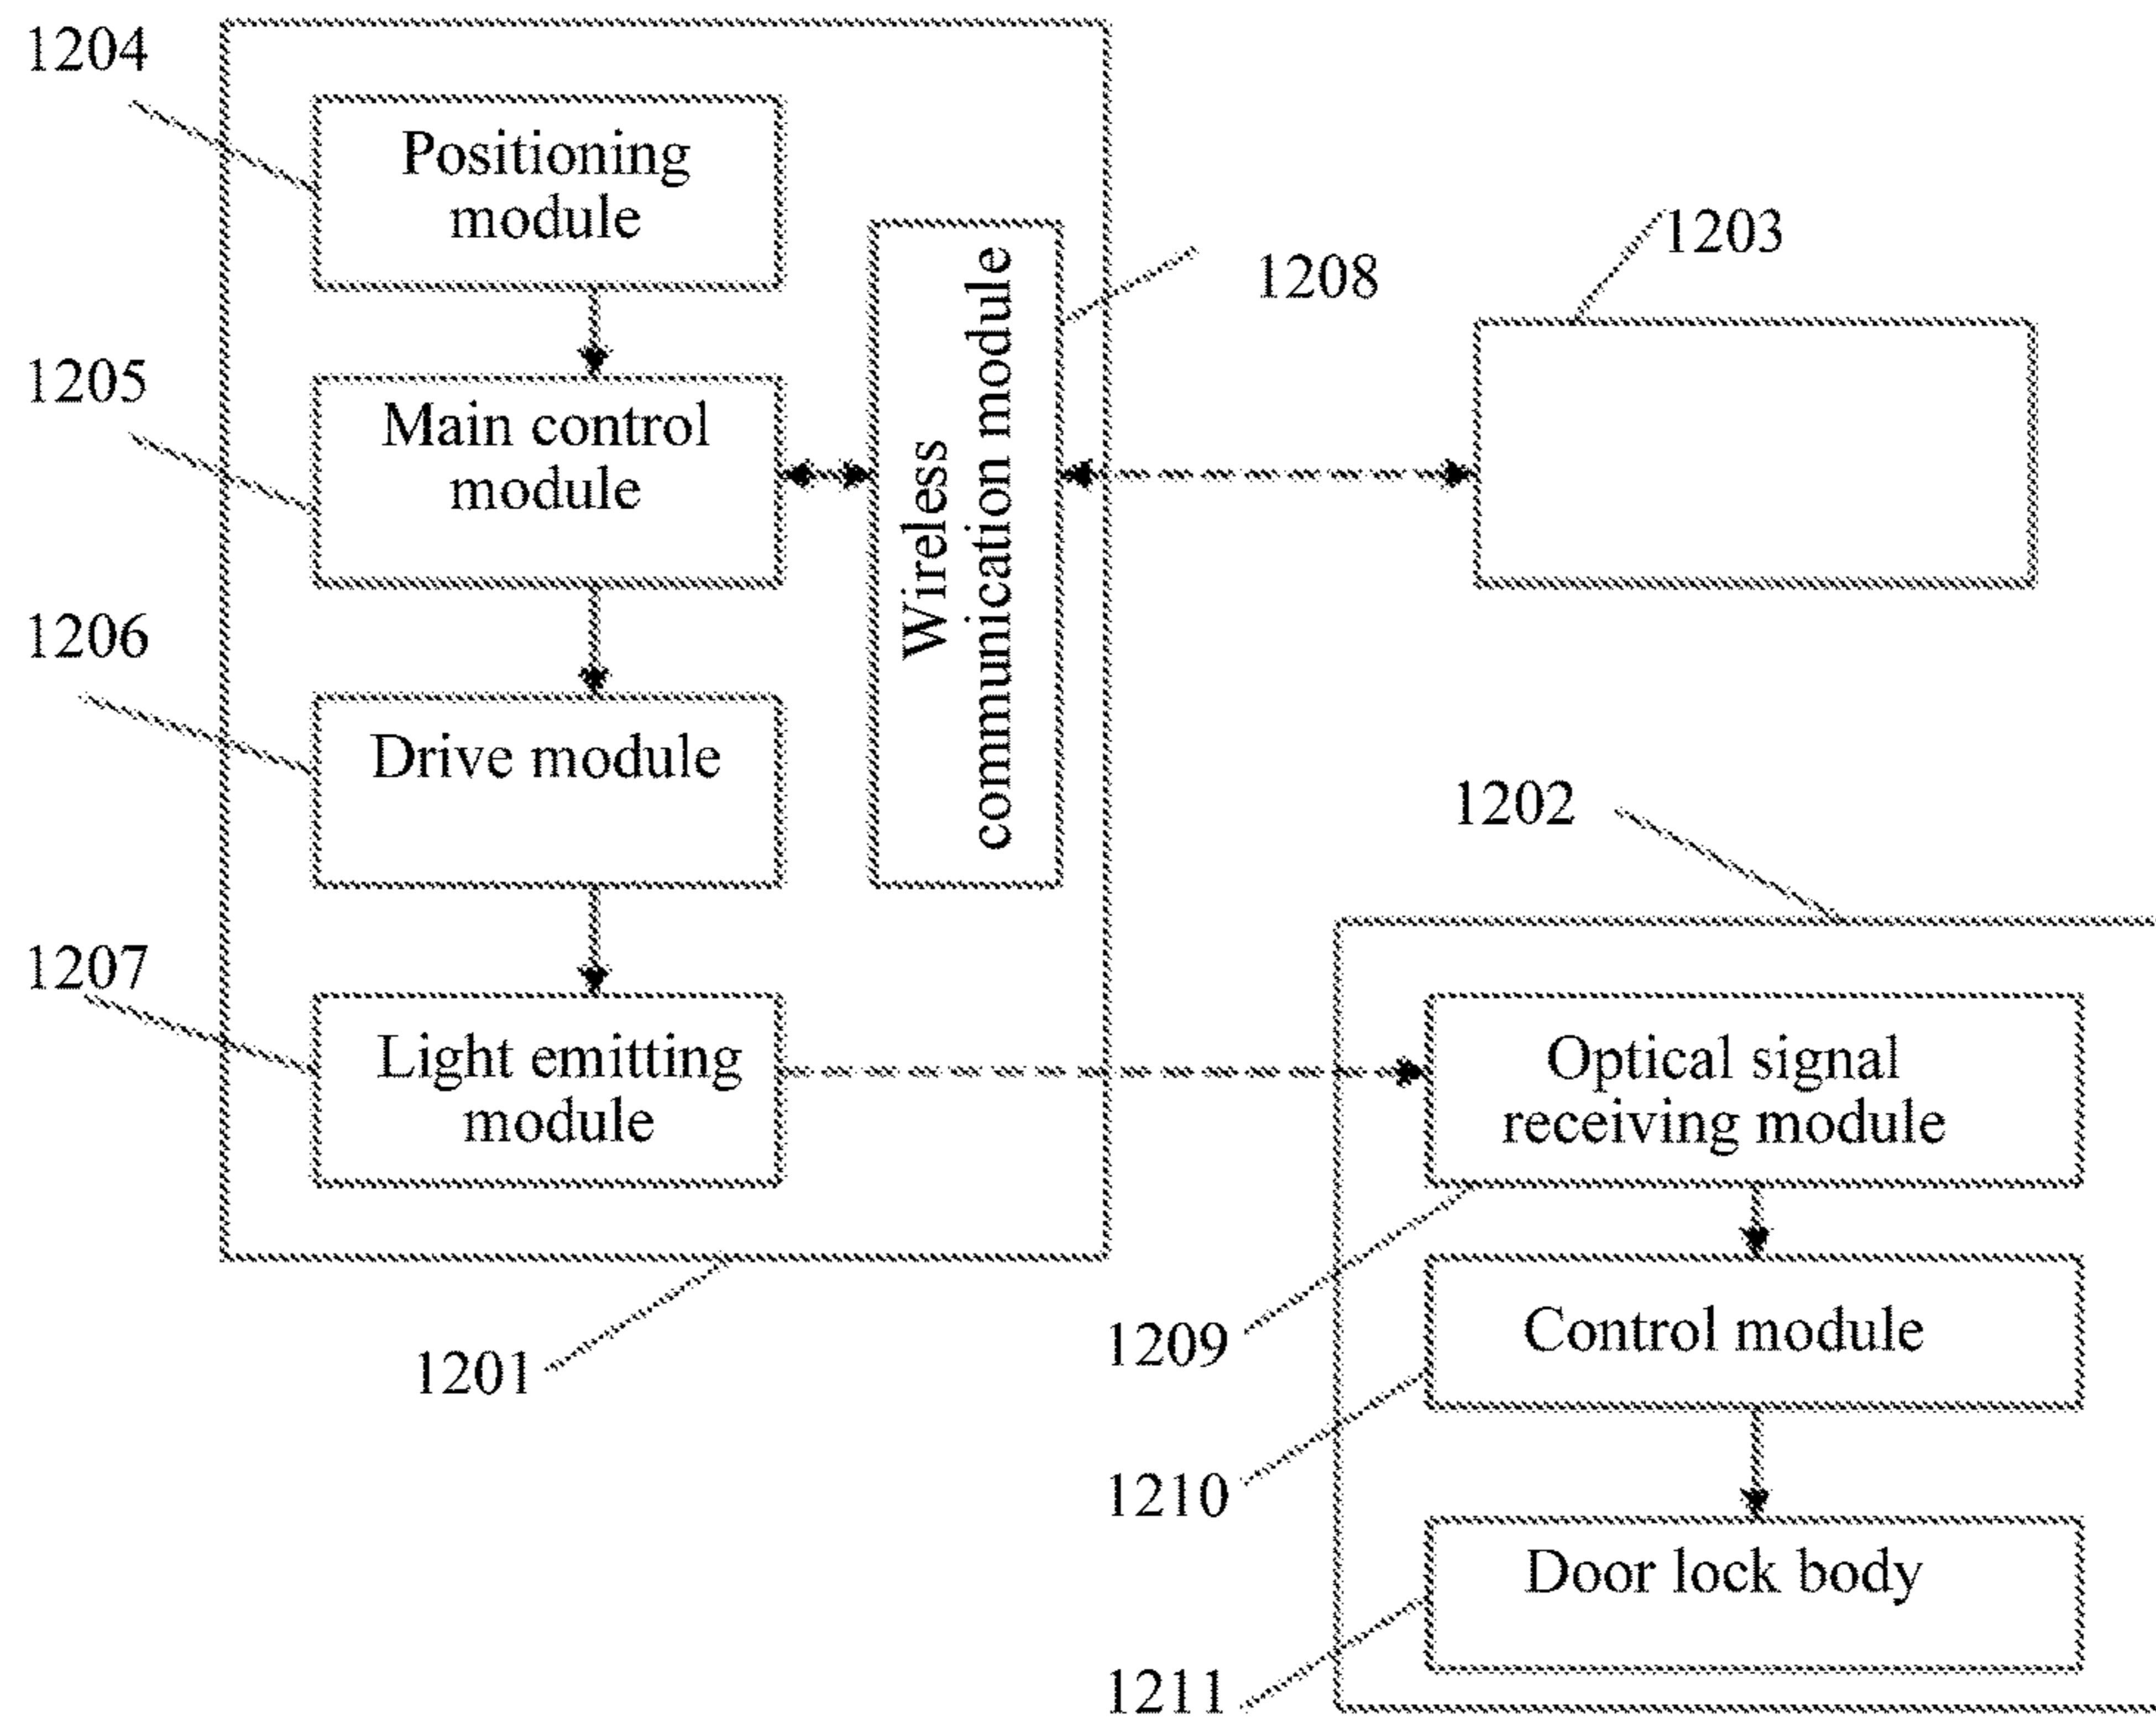 1204
Positioning
module
1203
1208
Wireless
communication module
1205
Main control
module
1206
Drive module
1202
1207
Light emitting
module
Optical signal
receiving module
1209
Control module
1201
1210
Door lock body
1211